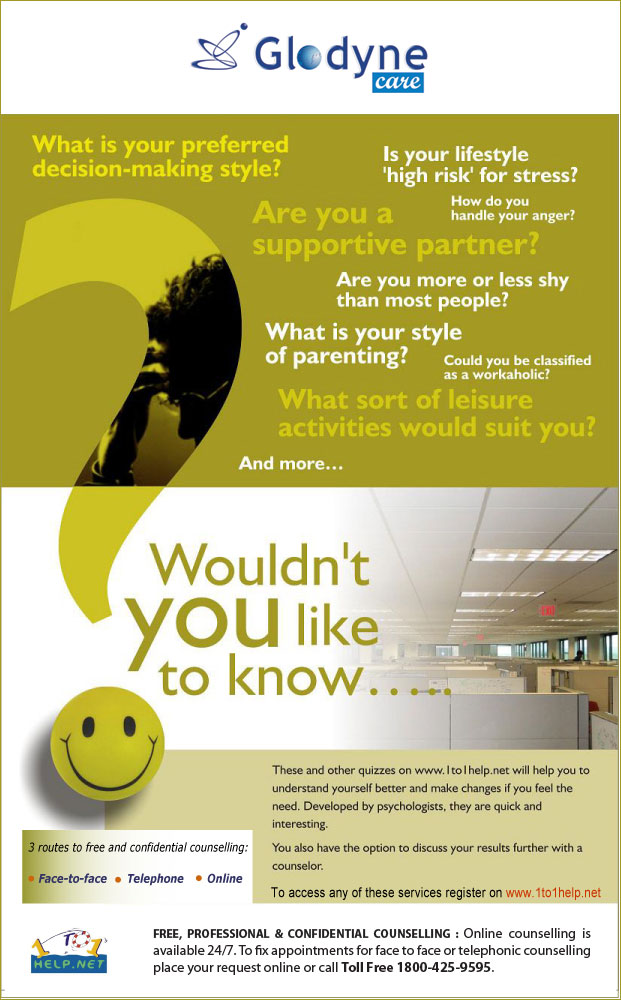 Glodyne
care
What is your preferred
decision-making style?
Is your lifestyle
'high risk' for stress?
How do you
handle your anger?
Are you a
supportive partner?
Are you more or less shy
than most people?
What is your style
of parenting?
Could you be classified
as a workaholic?
What sort of leisure
activities would suit you?
And more...
Wouldn't
you like
to know.....
These and other quizzes on www.1to1help.net will help you to
understand yourself better and make changes if you feel the
need. Developed by psychologists, they are quick and
interesting.
You also have the option to discuss your results further with a
counselor.
To access any of these services register on www.1to1help.net
3 routes to free and confidential counselling:
• Face-to-face • Telephone • Online
1 TO 1
HELP.NET
FREE, PROFESSIONAL & CONFIDENTIAL COUNSELLING : Online counselling is
available 24/7. To fix appointments for face to face or telephonic counselling
place your request online or call Toll Free 1800-425-9595.